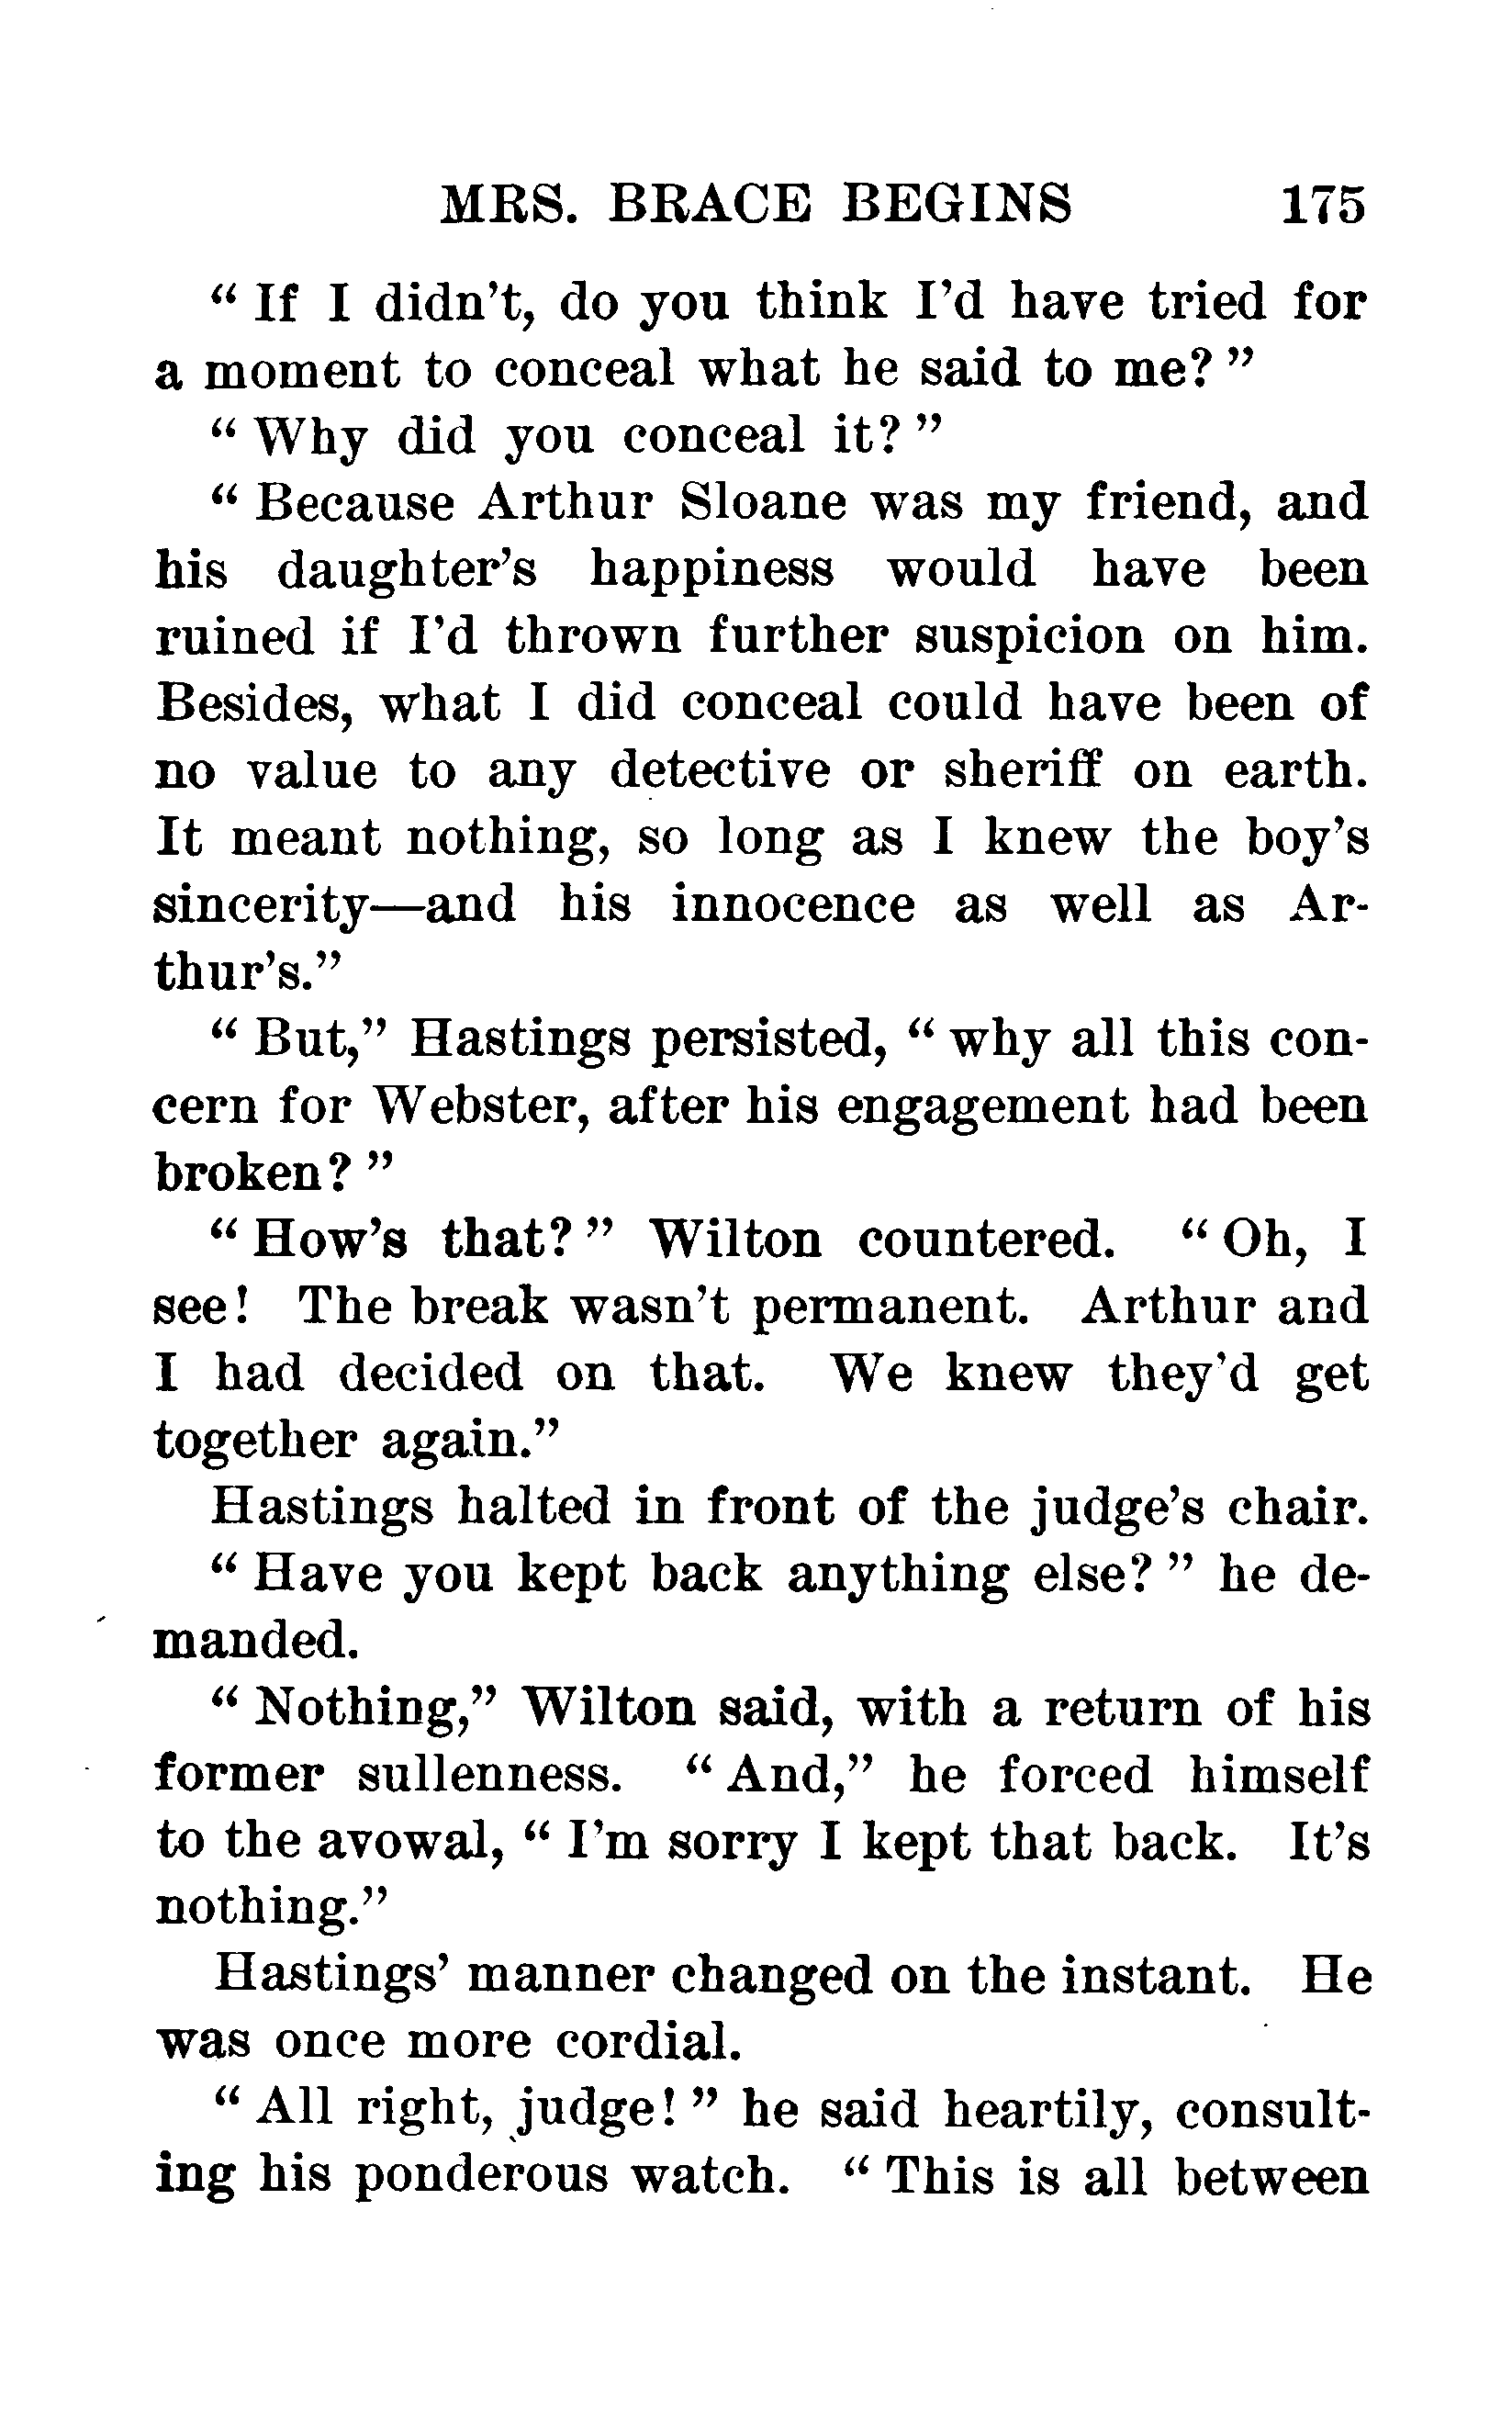 MRS. BRACE BEGINS 175
“ If I didn’t, do you think I’d have tried for
a moment to conceal what he said to me? ”
“ Why did you conceal it? ”
“ Because Arthur Sloane was my friend, and
his daughter’s happiness would have been
ruined if I’d thrown further suspicion on him.
Besides, what I did conceal could have been of
no value to any detective or sheriff on earth.
It meant nothing, so long as I knew the boy’s
sincerity—and his innocence as well as Ar-
thur’s.”
“ But,” Hastings persisted, “ why all this con-
cern for Webster, after his engagement had been
broken? ”
“ How’s that? ” Wilton countered. “ Oh, I
see! The break wasn’t permanent. Arthur and
I had decided on that. We knew they’d get
together again.”
Hastings halted in front of the judge’s chair.
“ Have you kept back anything else? ” he de-
manded.
“ Nothing,” Wilton said, with a return of his
former sullenness. “ And,” he forced himself
to the avowal, “ I’m sorry I kept that back. It’s
nothing.”
Hastings’ manner changed on the instant. He
was once more cordial.
“ All right, judge! ” he said heartily, consult-
ing his ponderous watch. “ This is all between